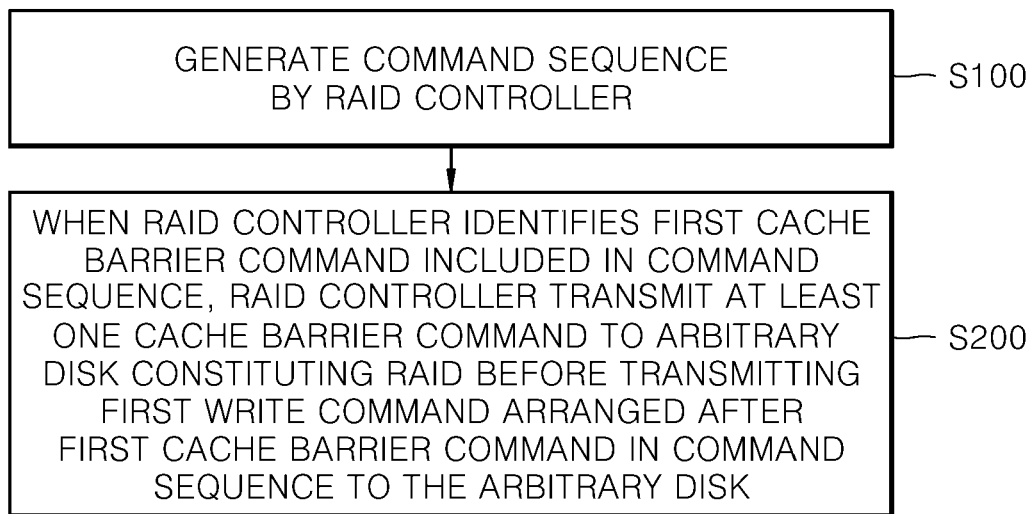 GENERATE COMMAND SEQUENCE
BY RAID CONTROLLER
S100
WHEN RAID CONTROLLER IDENTIFIES FIRST CACHE
BARRIER COMMAND INCLUDED IN COMMAND
SEQUENCE, RAID CONTROLLER TRANSMIT AT LEAST
ONE CACHE BARRIER COMMAND TO ARBITRARY
DISK CONSTITUTING RAID BEFORE TRANSMITTING
FIRST WRITE COMMAND ARRANGED AFTER
FIRST CACHE BARRIER COMMAND IN COMMAND
SEQUENCE TO THE ARBITRARY DISK
S200